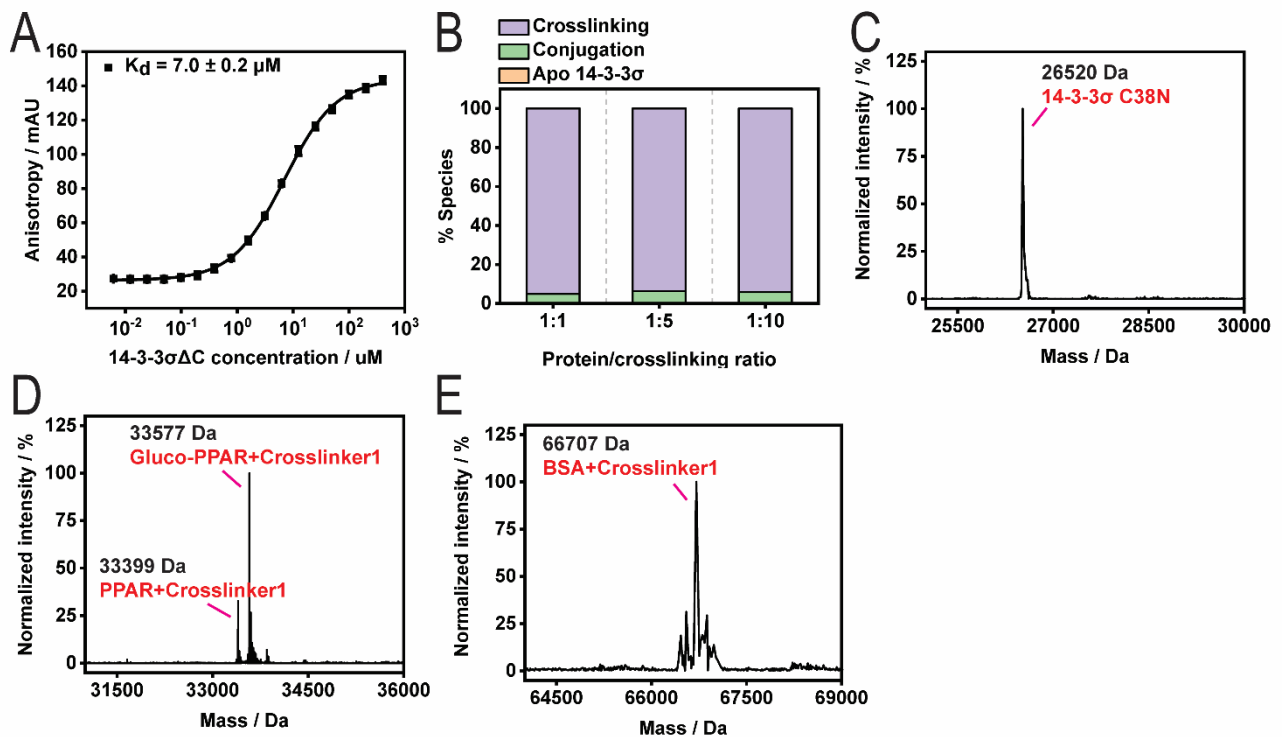 A
160
140
120
100
80
60
40
20
Anisotropy / mAU
Kd = 7.0 ± 0.2 µM
10-2
10-1
100
101
102
103
14-3-3σΔC concentration / uM
B
Crosslinking
Conjugation
Apo 14-3-3σ
100
80
60
40
20
0
% Species
1:1
1:5
1:10
Protein/crosslinking ratio
C
125
100
75
50
25
0
Normalized intensity / %
26520 Da
14-3-3σ C38N
25500
27000
28500
30000
Mass / Da
D
125
100
75
50
25
0
Normalized intensity / %
33577 Da
Gluco-PPAR+Crosslinker1
33399 Da
PPAR+Crosslinker1
31500
33000
34500
36000
Mass / Da
E
125
100
75
50
25
0
Normalized intensity / %
66707 Da
BSA+Crosslinker1
64500
66000
67500
69000
Mass / Da